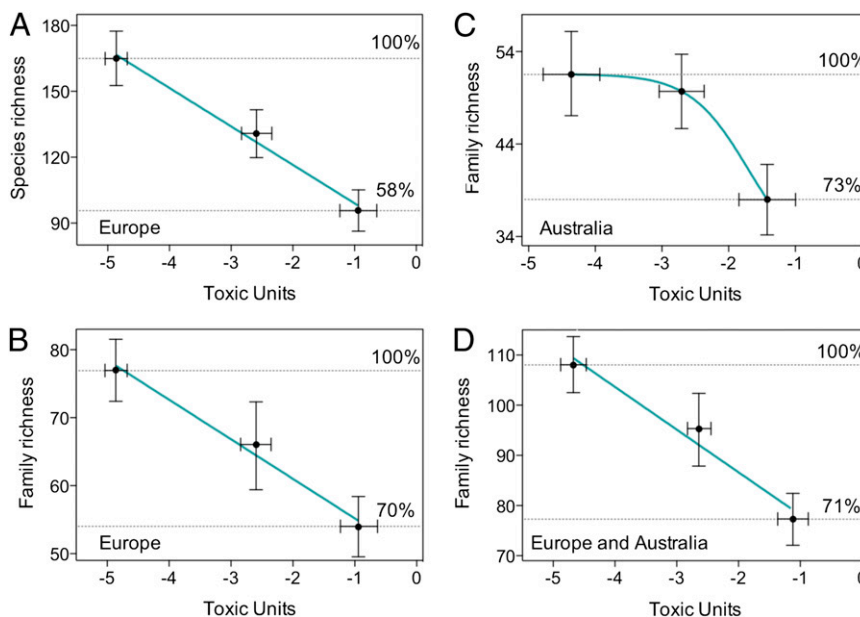 A
Species richness
180
150
120
90
100%
58%
Europe
-5 -4 -3 -2 -1 0
Toxic Units
B
Family richness
80
70
60
50
100%
70%
Europe
-5 -4 -3 -2 -1 0
Toxic Units
C
Family richness
54
44
34
100%
73%
Australia
-5 -4 -3 -2 -1 0
Toxic Units
D
Family richness
110
100
90
80
70
100%
71%
Europe and Australia
-5 -4 -3 -2 -1 0
Toxic Units